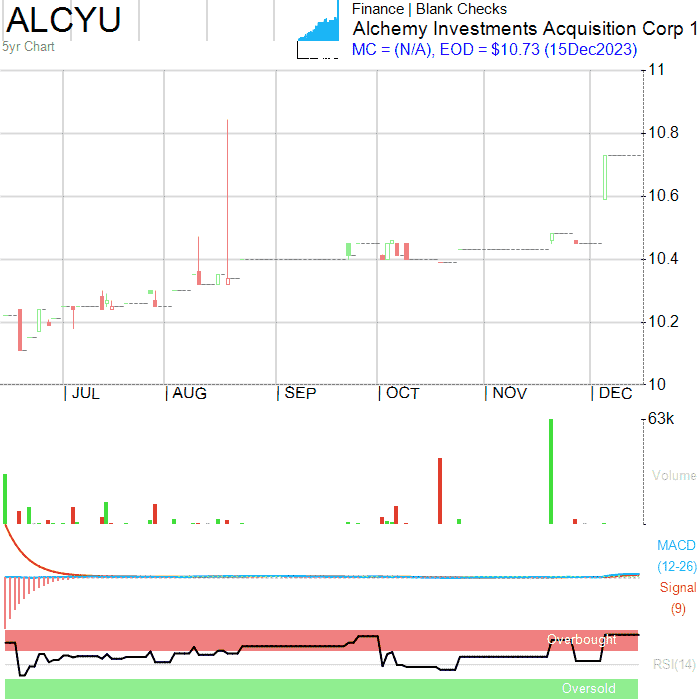 ALCYU
5yr Chart
Finance | Blank Checks
Alchemy Investments Acquisition Corp 1
MC = (N/A), EOD = $10.73 (15Dec2023)
11
10.8
10.6
10.4
10.2
10
JUL
AUG
SEP
OCT
NOV
DEC
63k
Volume
MACD
(12-26)
Signal
(9)
Overbought
RSI(14)
Oversold